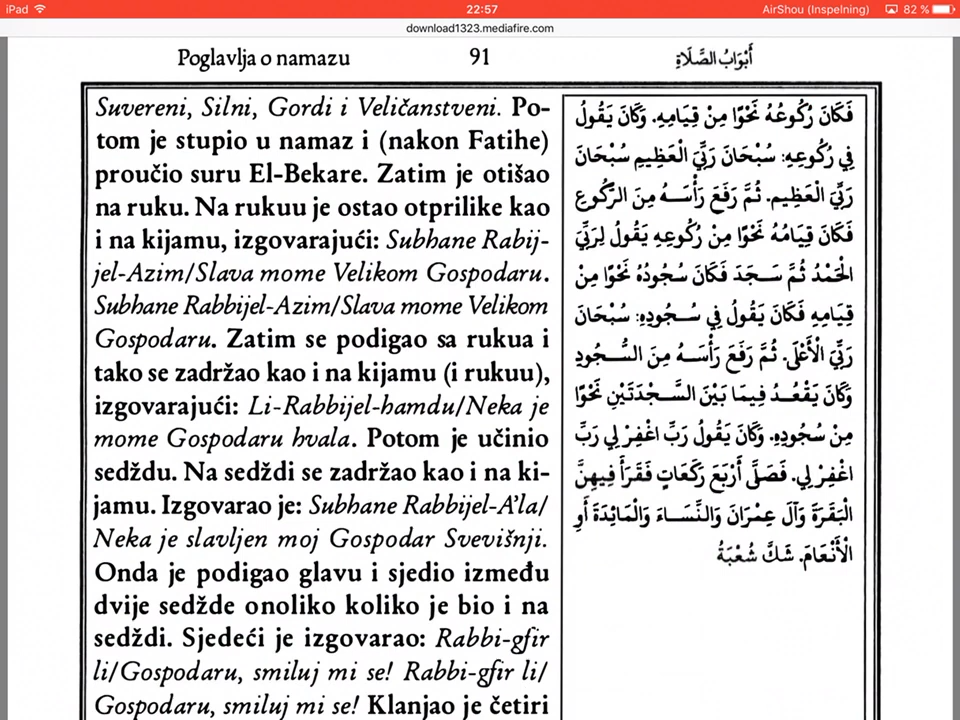 iPad 22:57 AirShou (Inspelning) 82 %
download1323.mediafire.com
Poglavlja o namazu 91 أَبْوَابُ الصَّلَاةِ
Suvereni, Silni, Gordi i Veličanstveni. Po-
tom je stupio u namaz i (nakon Fatihe)
proučio suru El-Bekare. Zatim je otišao
na ruku. Na rukuu je ostao otprilike kao
i na kijamu, izgovarajući: Subhane Rabij-
jel-Azim/Slava mome Velikom Gospodaru.
Subhane Rabbijel-Azim/Slava mome Velikom
Gospodaru. Zatim se podigao sa rukua i
tako se zadržao kao i na kijamu (i rukuu),
izgovarajući: Li-Rabbijel-hamdu/Neka je
mome Gospodaru hvala. Potom je učinio
sedždu. Na sedždi se zadržao kao i na ki-
jamu. Izgovarao je: Subhane Rabbijel-A’la/
Neka je slavljen moj Gospodar Svevišnji.
Onda je podigao glavu i sjedio između
dvije sedžde onoliko koliko je bio i na
sedždi. Sjedeći je izgovarao: Rabbi-gfir
li/Gospodaru, smiluj mi se! Rabbi-gfir li/
Gospodaru, smiluj mi se! Klanjao je četiri
فَكَانَ رُكُوعُهُ نَحْوًا مِنْ قِيَامِهِ. وَكَانَ يَقُولُ
فِي رُكُوعِهِ: سُبْحَانَ رَبِّيَ الْعَظِيمِ سُبْحَانَ
رَبِّيَ الْعَظِيمِ. ثُمَّ رَفَعَ رَأْسَهُ مِنَ الرُّكُوعِ
فَكَانَ قِيَامُهُ نَحْوًا مِنْ رُكُوعِهِ يَقُولُ لِرَبِّيَ
الْحَمْدُ ثُمَّ سَجَدَ فَكَانَ سُجُودُهُ نَحْوًا مِنْ
قِيَامِهِ فَكَانَ يَقُولُ فِي سُجُودِهِ: سُبْحَانَ
رَبِّيَ الْأَعْلَى. ثُمَّ رَفَعَ رَأْسَهُ مِنَ السُّجُودِ
وَكَانَ يَقْعُدُ فِيمَا بَيْنَ السَّجْدَتَيْنِ نَحْوًا
مِنْ سُجُودِهِ. وَكَانَ يَقُولُ رَبِّ اغْفِرْ لِي رَبِّ
اغْفِرْ لِي. فَصَلَّى أَرْبَعَ رَكَعَاتٍ فَقَرَأَ فِيهِنَّ
الْبَقَرَةَ وَآلَ عِمْرَانَ وَالنِّسَاءَ وَالْمَائِدَةَ أَوِ
الْأَنْعَامَ. شَكَّ شُعْبَةُ